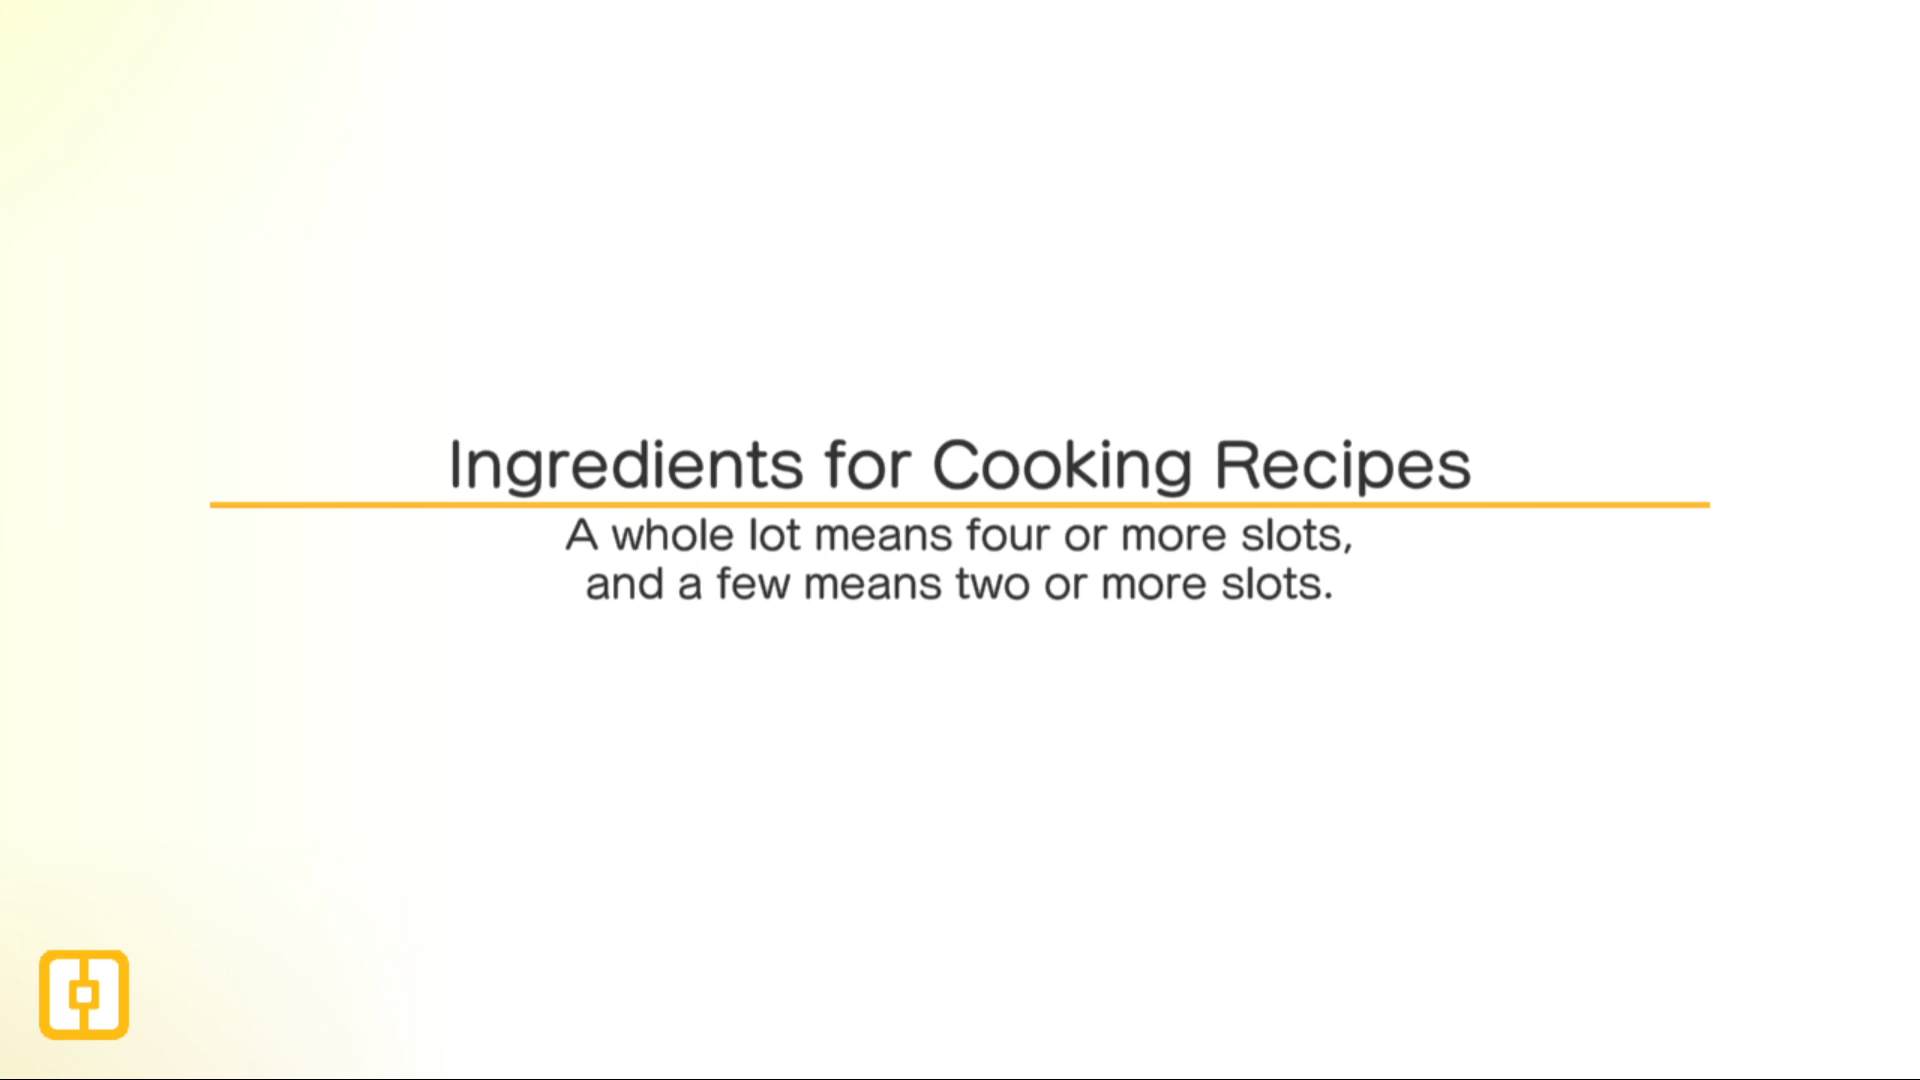 Ingredients for Cooking Recipes
A whole lot means four or more slots,
and a few means two or more slots.